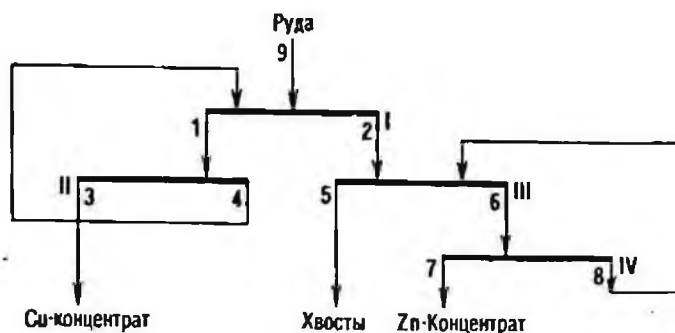 Руда
9
1
2
I
II
3
4
5
6
III
7
8
IV
Cu-концентрат
Хвосты
Zn-Концентрат